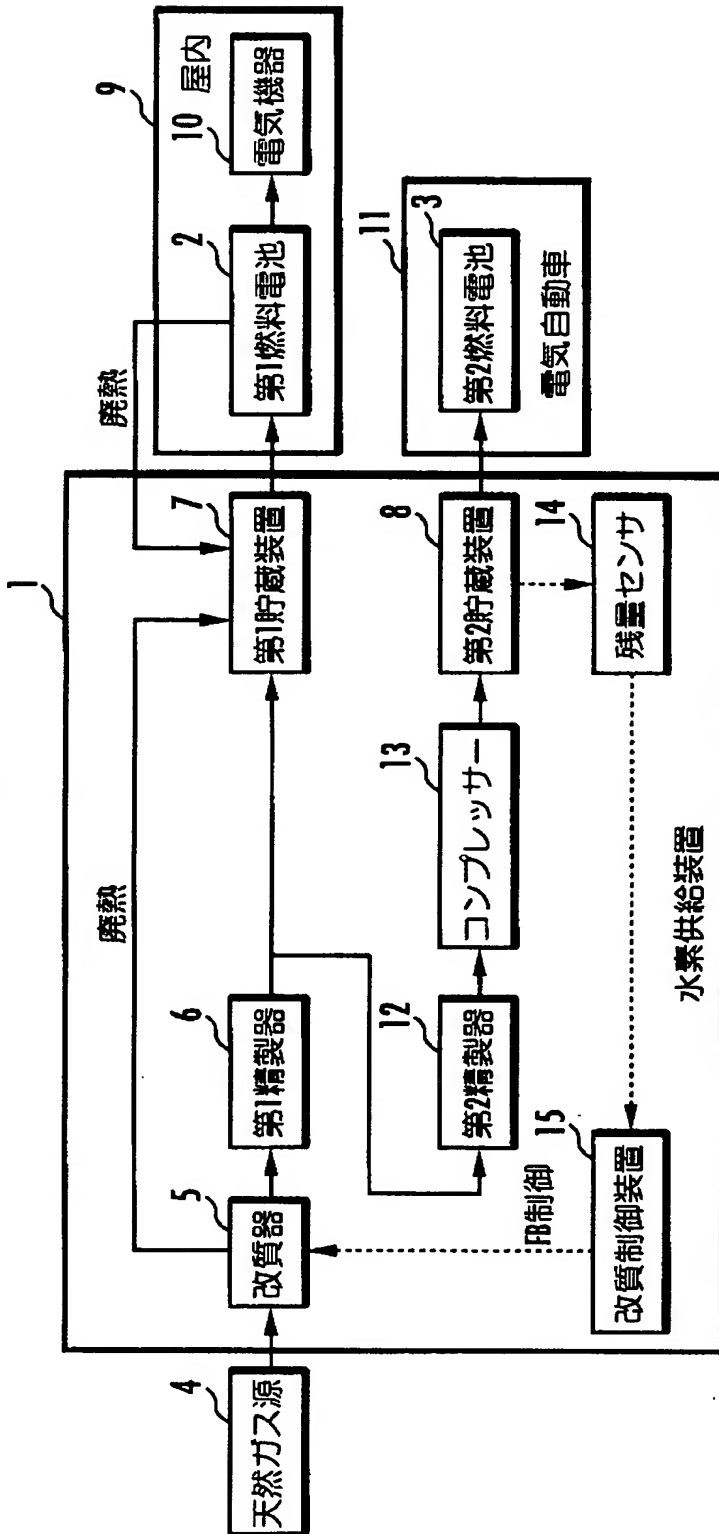 1
9
屋内
10
電気機器
2
第1燃料電池
廃熱
11
3
第2燃料電池
電気自動車
7
第1貯蔵装置
8
第2貯蔵装置
14
残量センサ
廃熱
13
コンプレッサー
6
第1精製器
12
第2精製器
5
改質器
FB制御
15
改質制御装置
水素供給装置
4
天然ガス源